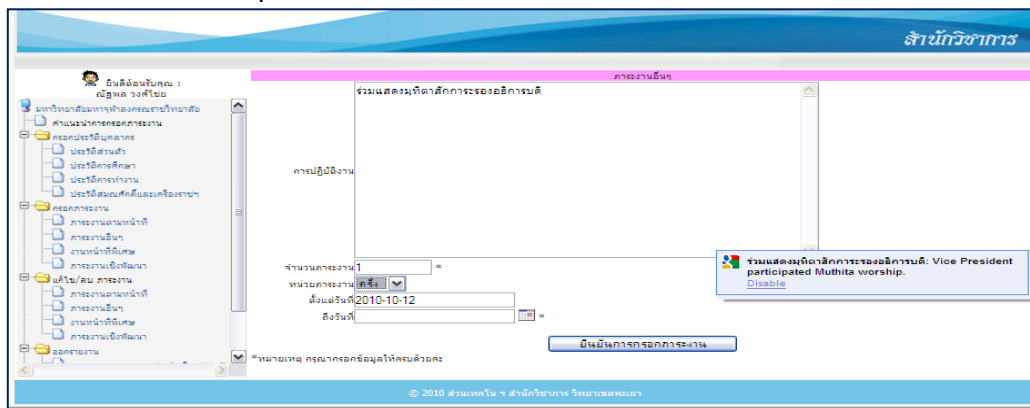 สำนักวิชาการ
ยินดีต้อนรับคุณ :
ณัฐพล วงศ์ไชย
มหาวิทยาลัยมหาจุฬาลงกรณราชวิทยาลัย
คำแนะนำการกรอกภาระงาน
กรอกประวัติบุคลากร
ประวัติส่วนตัว
ประวัติการศึกษา
ประวัติการทำงาน
ประวัติสมณศักดิ์และเครื่องราชฯ
กรอกภาระงาน
ภาระงานตามหน้าที่
ภาระงานอื่นๆ
งานหน้าที่พิเศษ
ภาระงานเชิงพัฒนา
แก้ไข/ลบ ภาระงาน
ภาระงานตามหน้าที่
ภาระงานอื่นๆ
งานหน้าที่พิเศษ
ภาระงานเชิงพัฒนา
ออกรายงาน
ภาระงานอื่นๆ
การปฏิบัติงาน
ร่วมแสดงมุทิตาสักการะรองอธิการบดี
จำนวนภาระงาน 1 *
หน่วยภาระงาน ครั้ง
ตั้งแต่วันที่ 2010-10-12
ถึงวันที่ *
ยืนยันการกรอกภาระงาน
*หมายเหตุ กรุณากรอกข้อมูลให้ครบด้วยค่ะ
ร่วมแสดงมุทิตาสักการะรองอธิการบดี: Vice President
participated Muthita worship.
Disable
© 2010 ส่วนเทคโน ฯ สำนักวิชาการ วิทยาเขตพะเยา